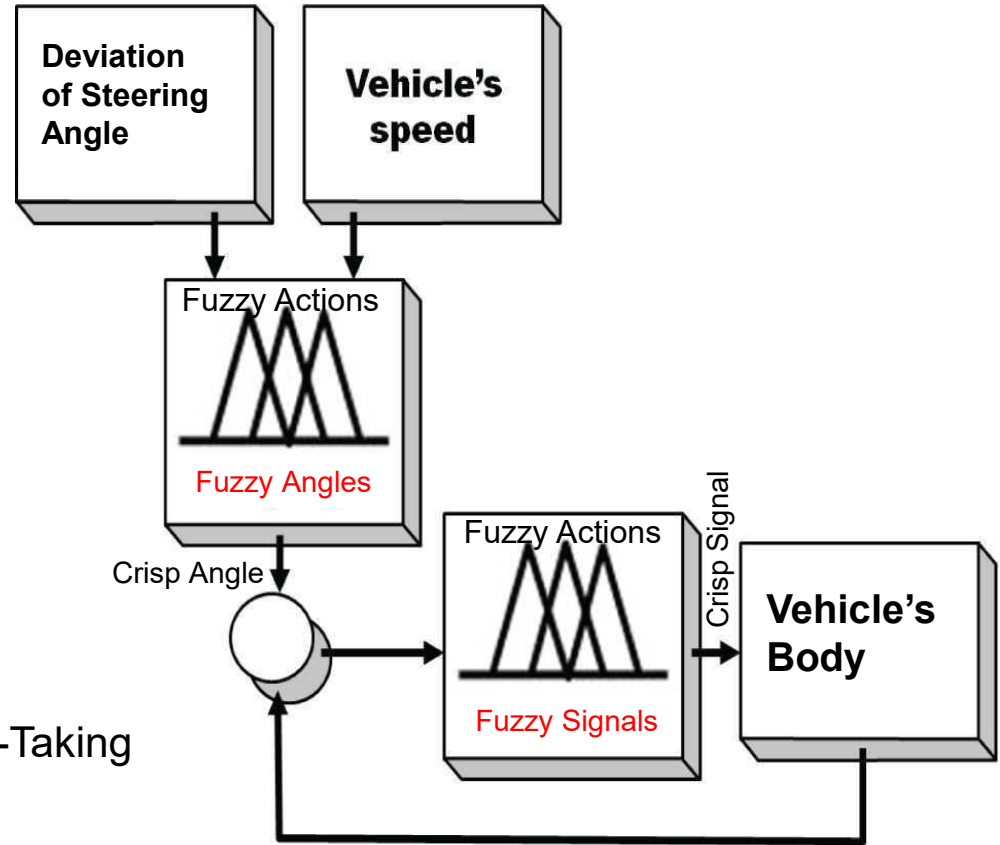 Deviation
of Steering
Angle
Vehicle's
speed
Fuzzy Actions
Fuzzy Angles
Crisp Angle
Fuzzy Actions
Fuzzy Signals
Crisp Signal
Vehicle's
Body
-Taking